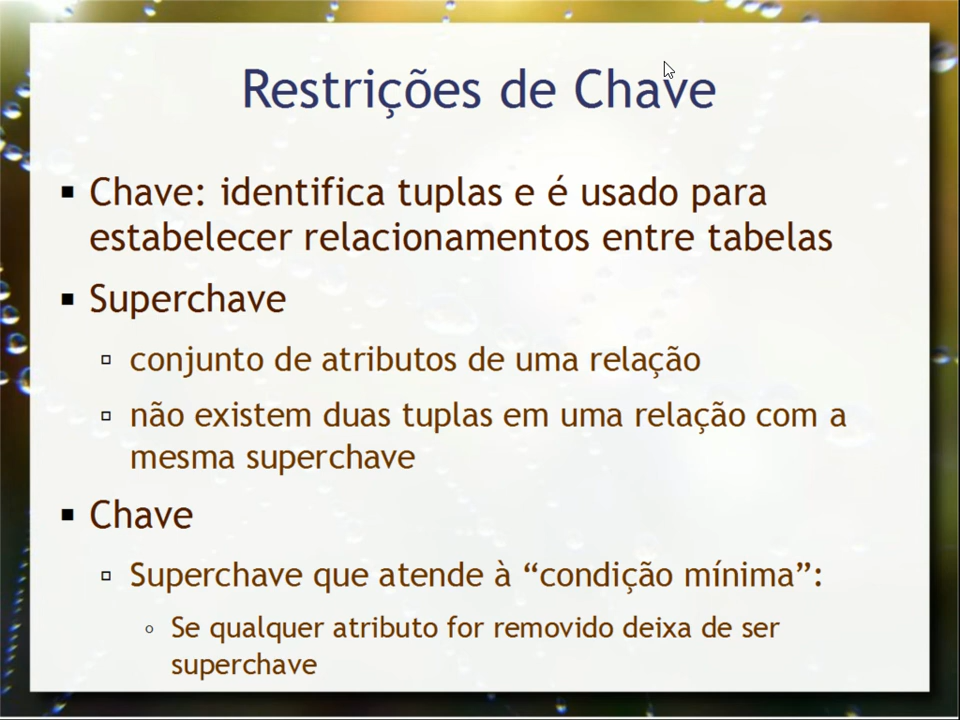 Restrições de Chave
Chave: identifica tuplas e é usado para
estabelecer relacionamentos entre tabelas
Superchave
conjunto de atributos de uma relação
não existem duas tuplas em uma relação com a
mesma superchave
Chave
Superchave que atende à “condição mínima”:
Se qualquer atributo for removido deixa de ser
superchave